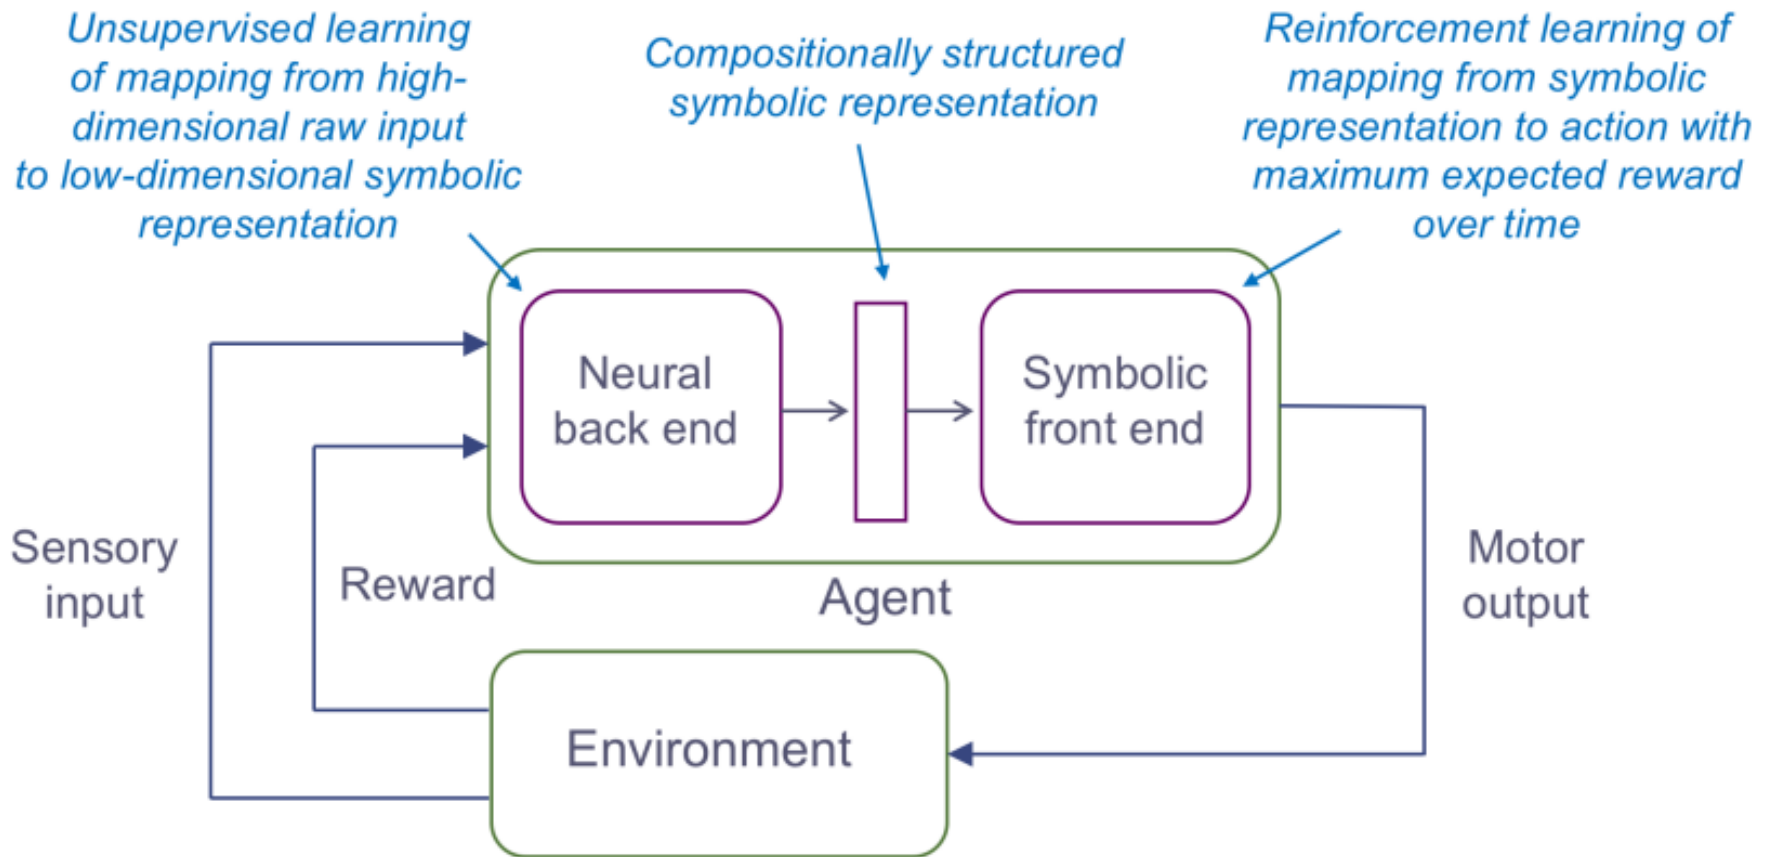 Unsupervised learning
of mapping from high-
dimensional raw input
to low-dimensional symbolic
representation
Compositionally structured
symbolic representation
Reinforcement learning of
mapping from symbolic
representation to action with
maximum expected reward
over time
Neural
back end
Symbolic
front end
Sensory
input
Reward
Agent
Motor
output
Environment